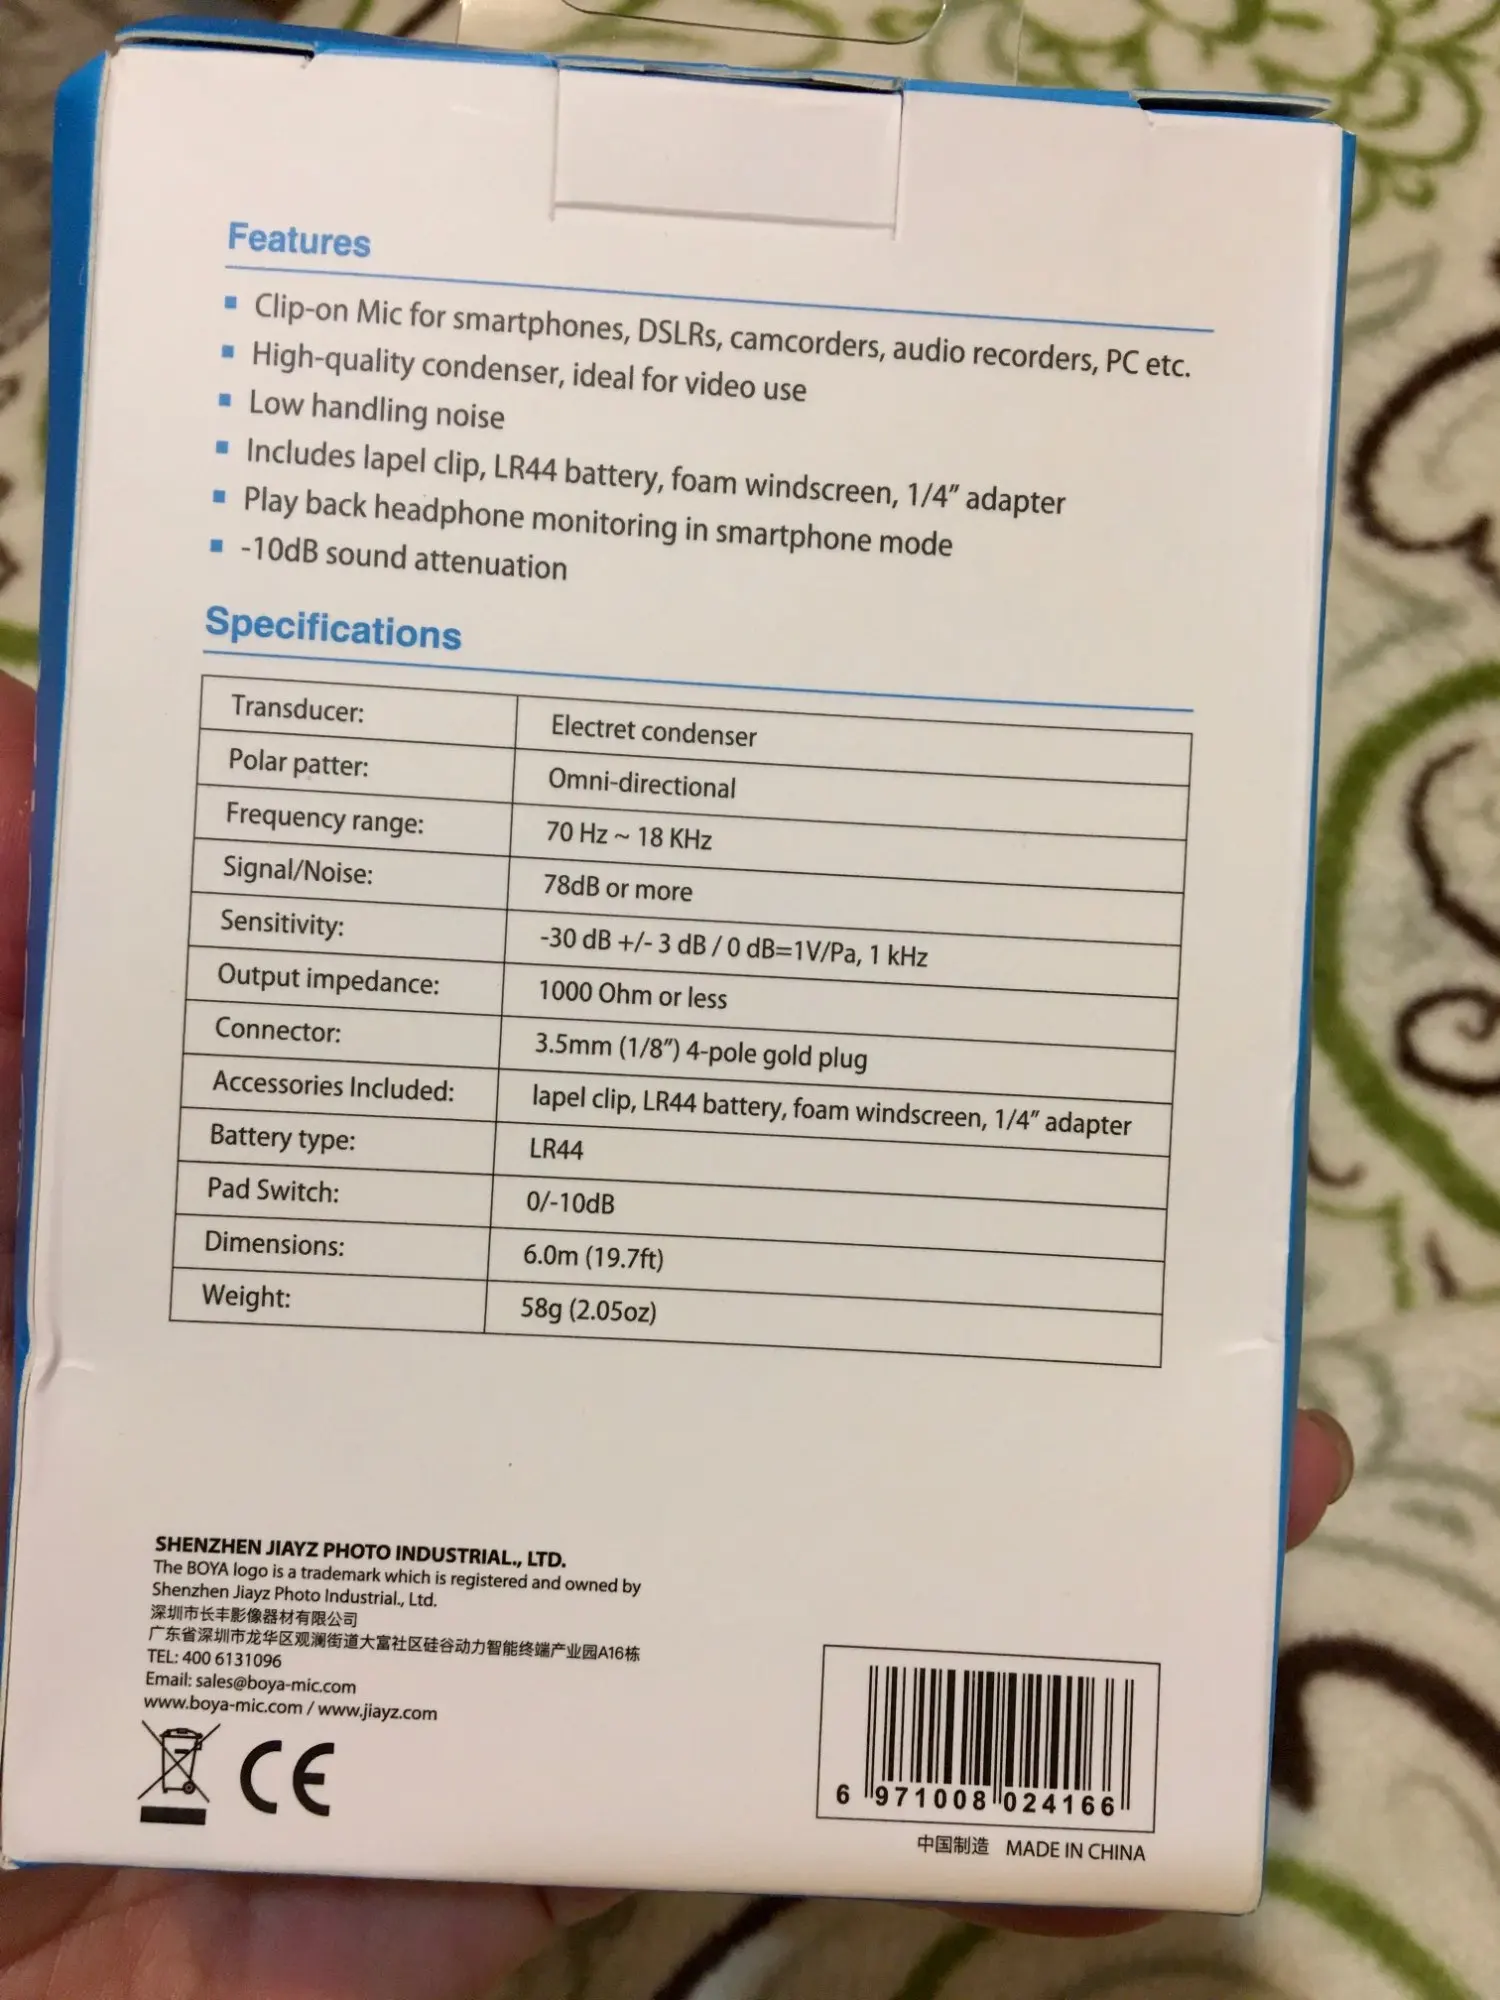 Features
▪ Clip-on Mic for smartphones, DSLRs, camcorders, audio recorders, PC etc.
▪ High-quality condenser, ideal for video use
▪ Low handling noise
▪ Includes lapel clip, LR44 battery, foam windscreen, 1/4″ adapter
▪ Play back headphone monitoring in smartphone mode
▪ -10dB sound attenuation
Specifications
Transducer: Electret condenser
Polar patter: Omni-directional
Frequency range: 70 Hz ~ 18 KHz
Signal/Noise: 78dB or more
Sensitivity: -30 dB +/- 3 dB / 0 dB=1V/Pa, 1 kHz
Output impedance: 1000 Ohm or less
Connector: 3.5mm (1/8″) 4-pole gold plug
Accessories Included: lapel clip, LR44 battery, foam windscreen, 1/4″ adapter
Battery type: LR44
Pad Switch: 0/-10dB
Dimensions: 6.0m (19.7ft)
Weight: 58g (2.05oz)
SHENZHEN JIAYZ PHOTO INDUSTRIAL., LTD.
The BOYA logo is a trademark which is registered and owned by
Shenzhen Jiayz Photo Industrial., Ltd.
深圳市长丰影像器材有限公司
广东省深圳市龙华区观澜街道大富社区硅谷动力智能终端产业园A16栋
TEL: 400 6131096
Email: sales@boya-mic.com
www.boya-mic.com / www.jiayz.com
CE
6 971008 024166
中国制造 MADE IN CHINA